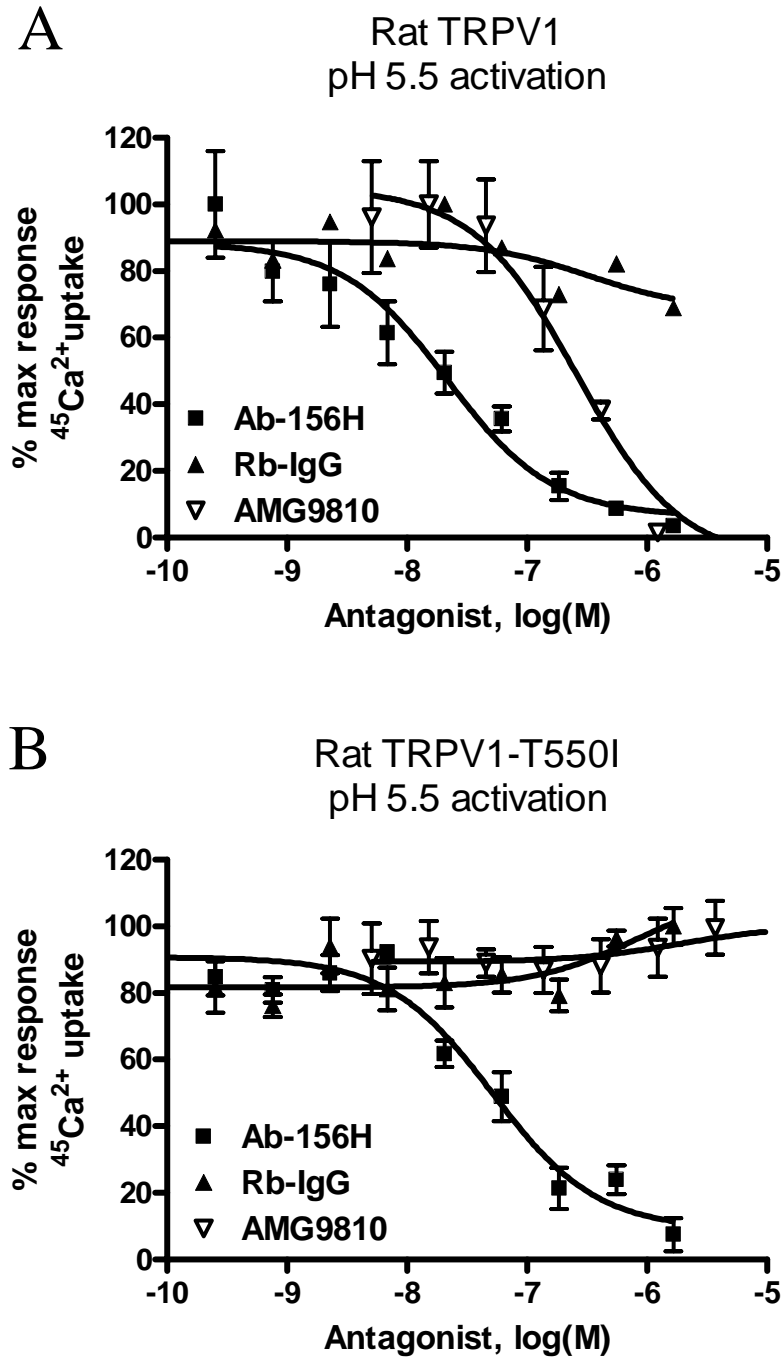 A
Rat TRPV1
pH 5.5 activation
120
100
80
60
40
20
0
% max response
⁴⁵Ca²⁺uptake
Ab-156H
Rb-IgG
AMG9810
-10
-9
-8
-7
-6
-5
Antagonist, log(M)
B
Rat TRPV1-T550I
pH 5.5 activation
120
100
80
60
40
20
0
% max response
⁴⁵Ca²⁺ uptake
Ab-156H
Rb-IgG
AMG9810
-10
-9
-8
-7
-6
-5
Antagonist, log(M)